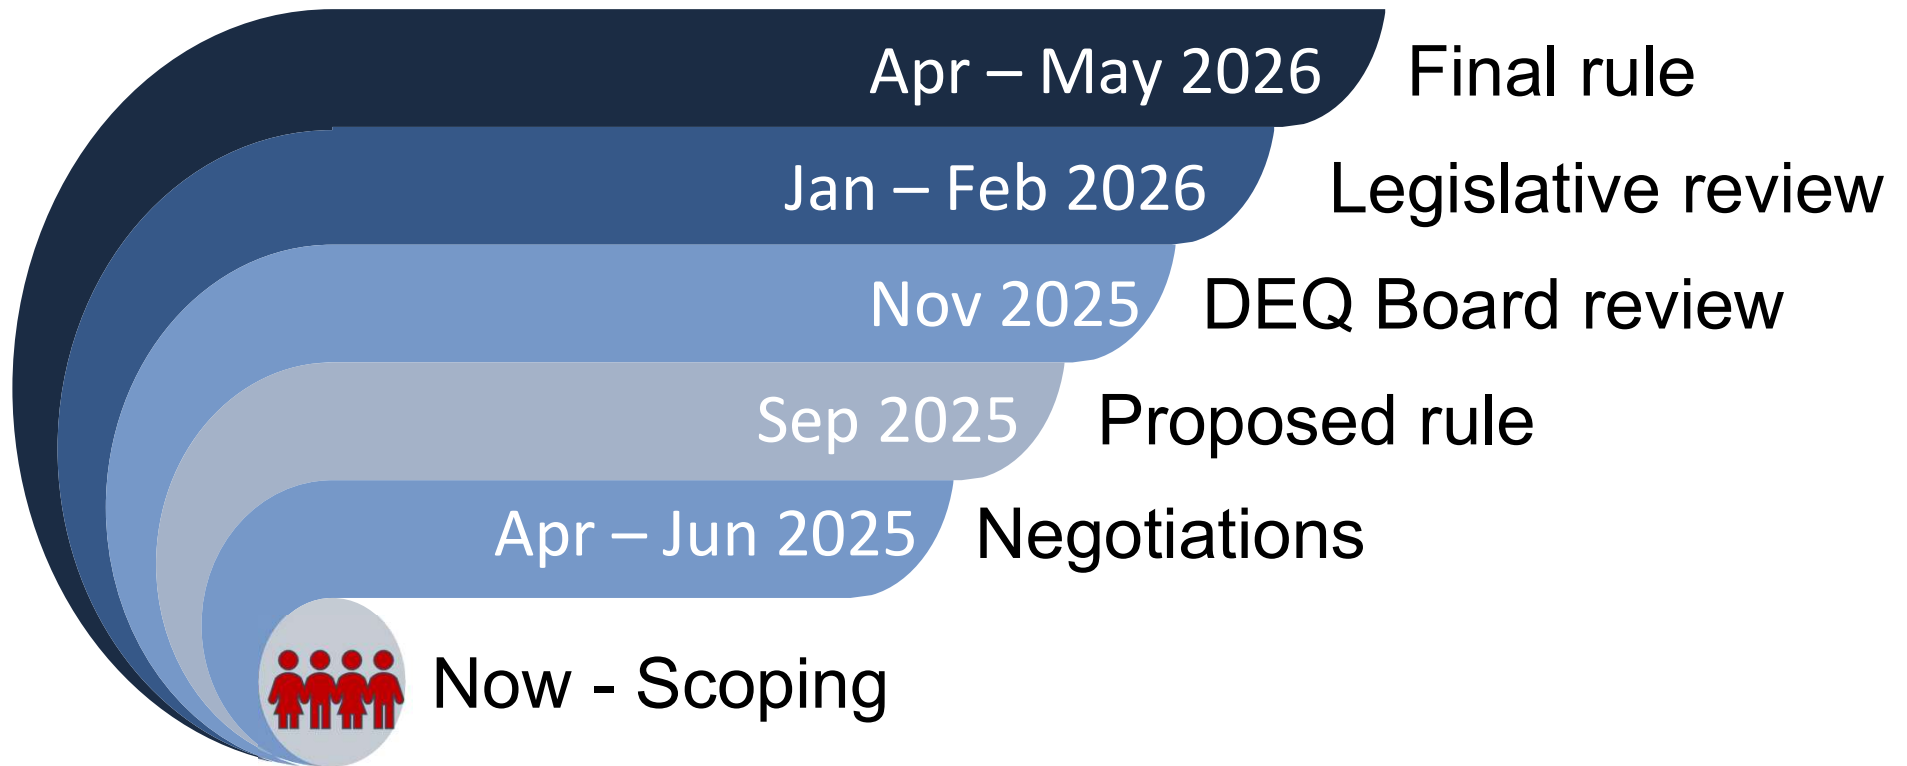 Apr – May 2026 Final rule
Jan – Feb 2026 Legislative review
Nov 2025 DEQ Board review
Sep 2025 Proposed rule
Apr – Jun 2025 Negotiations
Now - Scoping